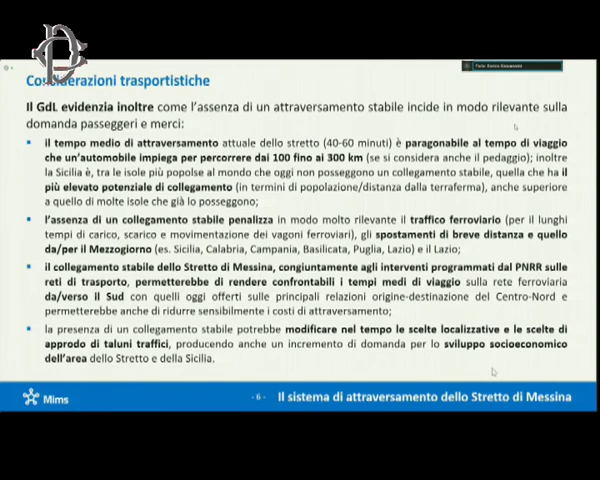 Considerazioni trasportistiche
Il GdL evidenzia inoltre come l'assenza di un attraversamento stabile incide in modo rilevante sulla
domanda passeggeri e merci:
il tempo medio di attraversamento attuale dello stretto (40-60 minuti) è paragonabile al tempo di viaggio
che un'automobile impiega per percorrere dai 100 fino ai 300 km (se si considera anche il pedaggio); inoltre
la Sicilia è, tra le isole più popolse al mondo che oggi non posseggono un collegamento stabile, quella che ha il
più elevato potenziale di collegamento (in termini di popolazione/distanza dalla terraferma), anche superiore
a quello di molte isole che già lo posseggono;
l'assenza di un collegamento stabile penalizza in modo molto rilevante il traffico ferroviario (per il lunghi
tempi di carico, scarico e movimentazione dei vagoni ferroviari), gli spostamenti di breve distanza e quello
da/per il Mezzogiorno (es. Sicilia, Calabria, Campania, Basilicata, Puglia, Lazio) e il Lazio;
il collegamento stabile dello Stretto di Messina, congiuntamente agli interventi programmati dal PNRR sulle
reti di trasporto, permetterebbe di rendere confrontabili i tempi medi di viaggio sulla rete ferroviaria
da/verso il Sud con quelli oggi offerti sulle principali relazioni origine-destinazione del Centro-Nord e
permetterebbe anche di ridurre sensibilmente i costi di attraversamento;
la presenza di un collegamento stabile potrebbe modificare nel tempo le scelte localizzative e le scelte di
approdo di taluni traffici, producendo anche un incremento di domanda per lo sviluppo socioeconomico
dell'area dello Stretto e della Sicilia.
Mims
- 6 - Il sistema di attraversamento dello Stretto di Messina